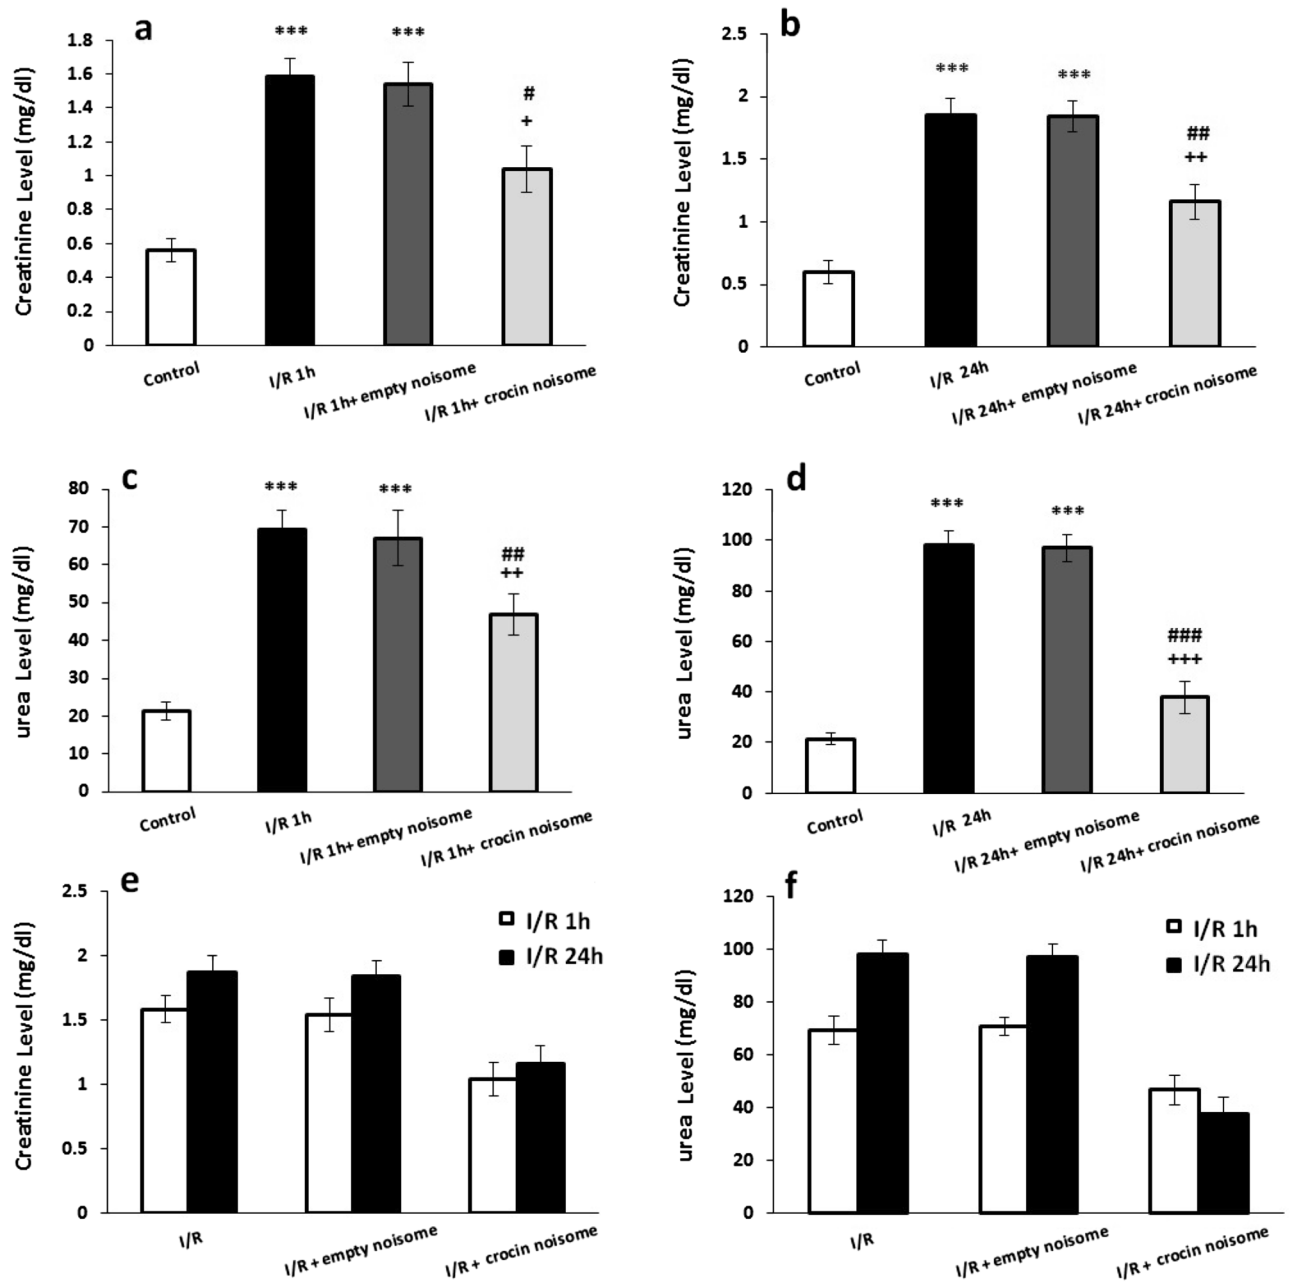 a
***
***
#
+
Creatinine Level (mg/dl)
1.8
1.6
1.4
1.2
1
0.8
0.6
0.4
0.2
0
Control
I/R 1h
I/R 1h+ empty noisome
I/R 1h+ crocin noisome
b
***
***
##
++
Creatinine Level (mg/dl)
2.5
2
1.5
1
0.5
0
Control
I/R 24h
I/R 24h+ empty noisome
I/R 24h+ crocin noisome
c
***
***
##
++
urea Level (mg/dl)
80
70
60
50
40
30
20
10
0
Control
I/R 1h
I/R 1h+ empty noisome
I/R 1h+ crocin noisome
d
***
***
###
+++
urea Level (mg/dl)
120
100
80
60
40
20
0
Control
I/R 24h
I/R 24h+ empty noisome
I/R 24h+ crocin noisome
e
I/R 1h
I/R 24h
Creatinine Level (mg/dl)
2.5
2
1.5
1
0.5
0
I/R
I/R + empty noisome
I/R + crocin noisome
f
I/R 1h
I/R 24h
urea Level (mg/dl)
120
100
80
60
40
20
0
I/R
I/R + empty noisome
I/R + crocin noisome